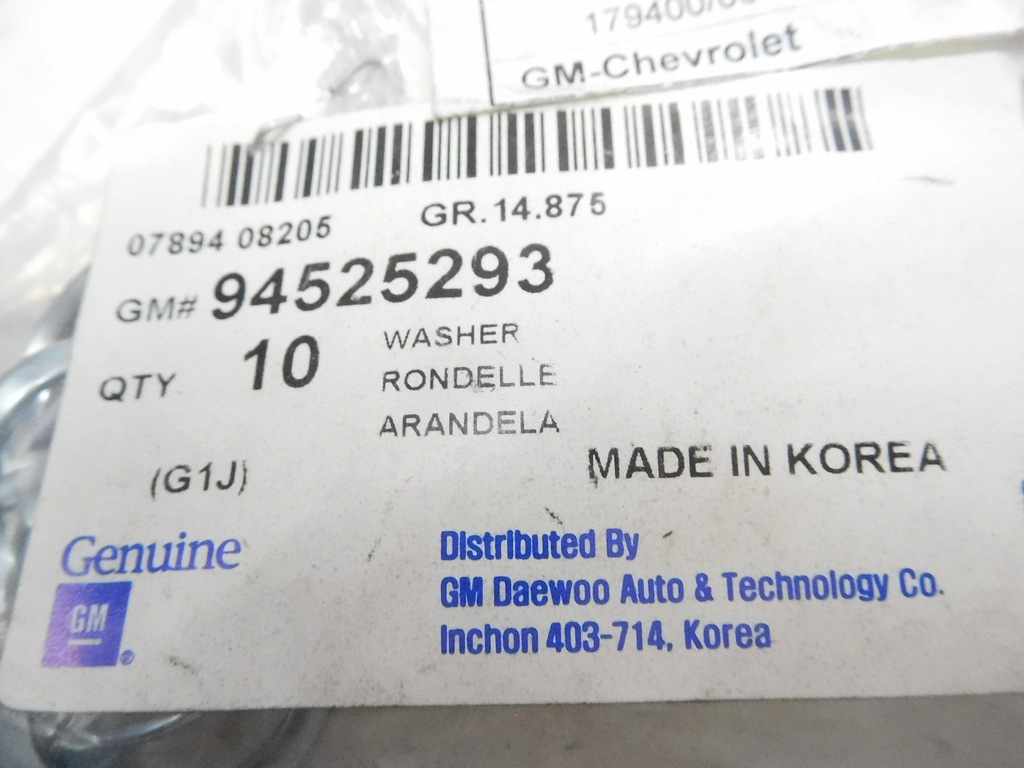 GM-Chevrolet
07894 08205 GR.14.875
GM# 94525293
QTY 10 WASHER
RONDELLE
ARANDELA
(G1J) MADE IN KOREA
Genuine
GM
®
Distributed By
GM Daewoo Auto & Technology Co.
Inchon 403-714, Korea